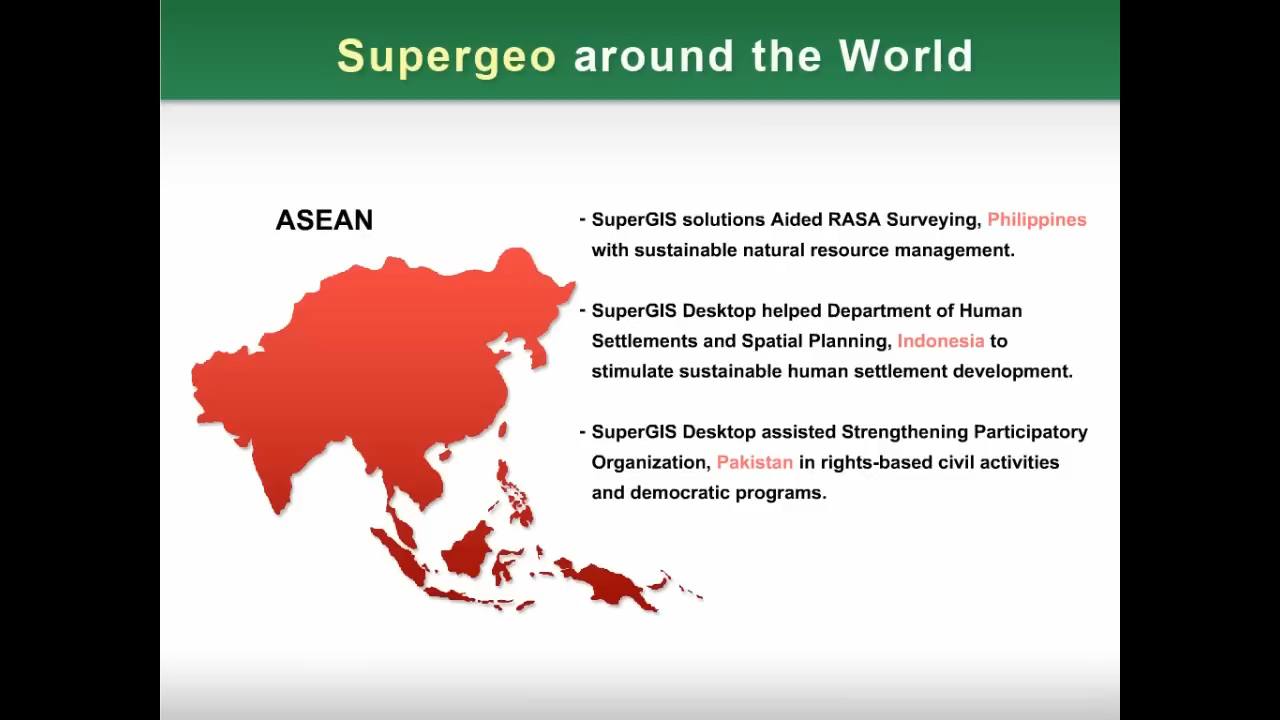 Supergeo around the World
ASEAN
- SuperGIS solutions Aided RASA Surveying, Philippines
with sustainable natural resource management.
- SuperGIS Desktop helped Department of Human
Settlements and Spatial Planning, Indonesia to
stimulate sustainable human settlement development.
- SuperGIS Desktop assisted Strengthening Participatory
Organization, Pakistan in rights-based civil activities
and democratic programs.